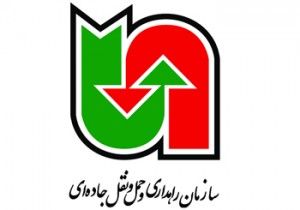 سازمان راهداری و حمل و نقل جاده‌ای